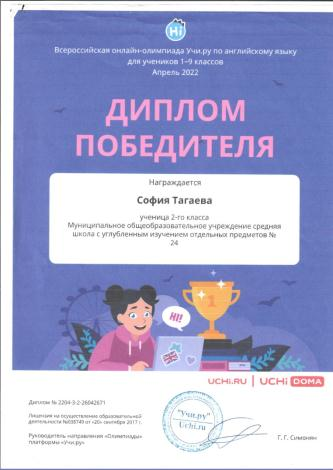 Hi
Всероссийская онлайн-олимпиада Учи.ру по английскому языку
для учеников 1–9 классов
Апрель 2022
ДИПЛОМ
ПОБЕДИТЕЛЯ
Награждается
София Тагаева
ученица 2-го класса
Муниципальное общеобразовательное учреждение средняя
школа с углубленным изучением отдельных предметов №
24
HI!
1
UCHi.RU | UCHi DOMA
Диплом № 2204-3-2-26042671
Лицензия на осуществление образовательной
деятельности №038749 от «20» сентября 2017 г.
Руководитель направления «Олимпиады»
платформы «Учи.ру»
"Учи.ру"
Uchi.ru
Г. Г. Симонян